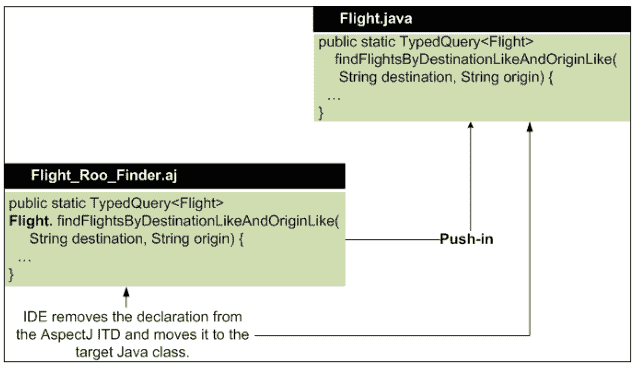 Flight.java
public static TypedQuery<Flight>
findFlightsByDestinationLikeAndOriginLike(
String destination, String origin) {
...
}
Flight_Roo_Finder.aj
public static TypedQuery<Flight>
Flight. findFlightsByDestinationLikeAndOriginLike(
String destination, String origin) {
...
}
Push-in
IDE removes the declaration from
the AspectJ ITD and moves it to the
target Java class.